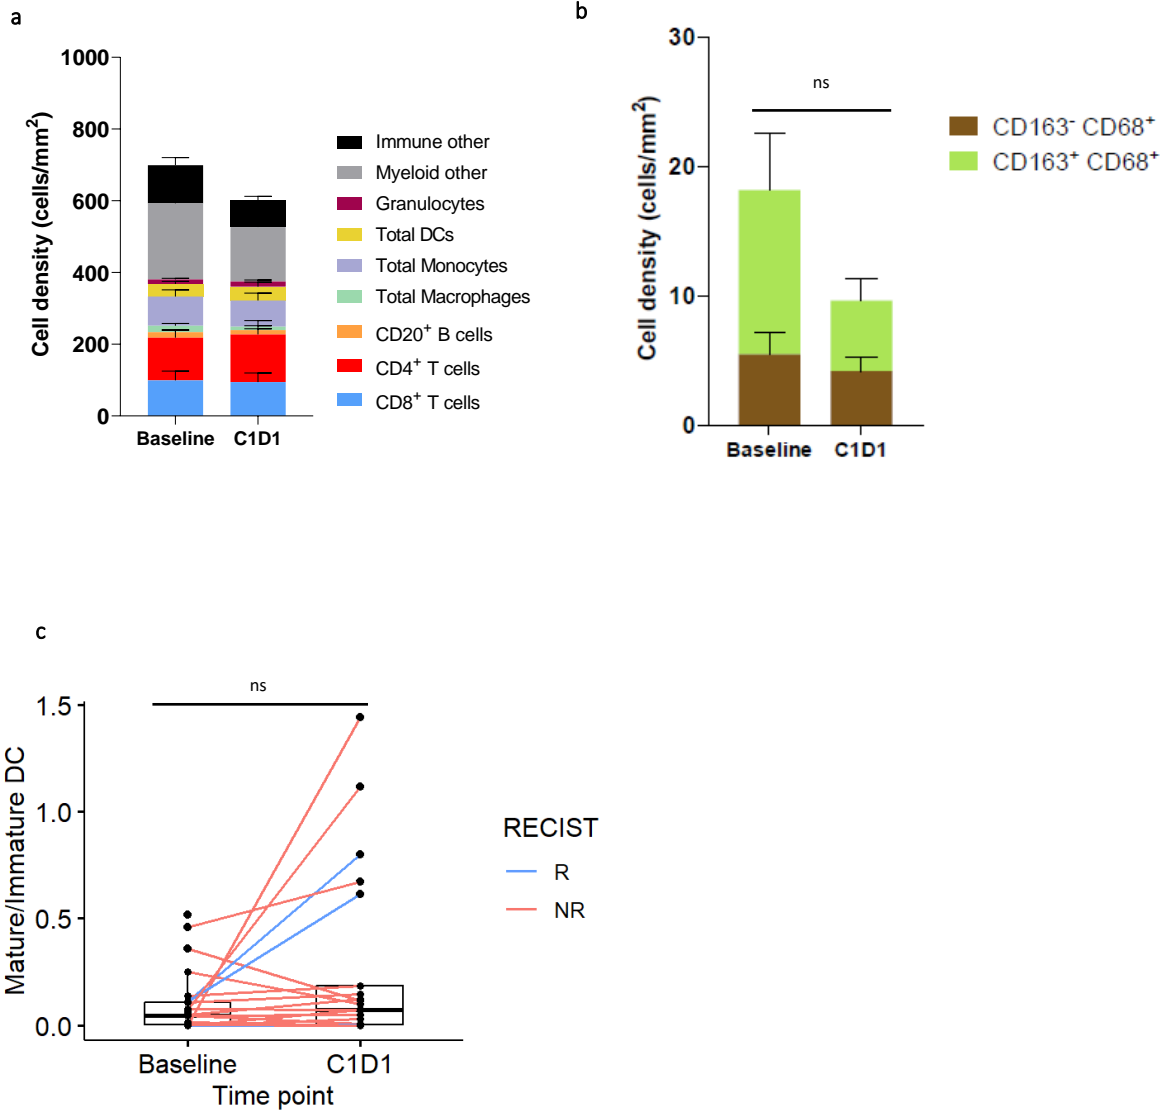 a
1000
800
600
400
200
0
Cell density (cells/mm²)
Baseline C1D1
Immune other
Myeloid other
Granulocytes
Total DCs
Total Monocytes
Total Macrophages
CD20⁺ B cells
CD4⁺ T cells
CD8⁺ T cells
b
30
20
10
0
Cell density (cells/mm²)
ns
Baseline C1D1
CD163⁻ CD68⁺
CD163⁺ CD68⁺
c
ns
1.5
1.0
0.5
0.0
Mature/Immature DC
Baseline C1D1
Time point
RECIST
R
NR